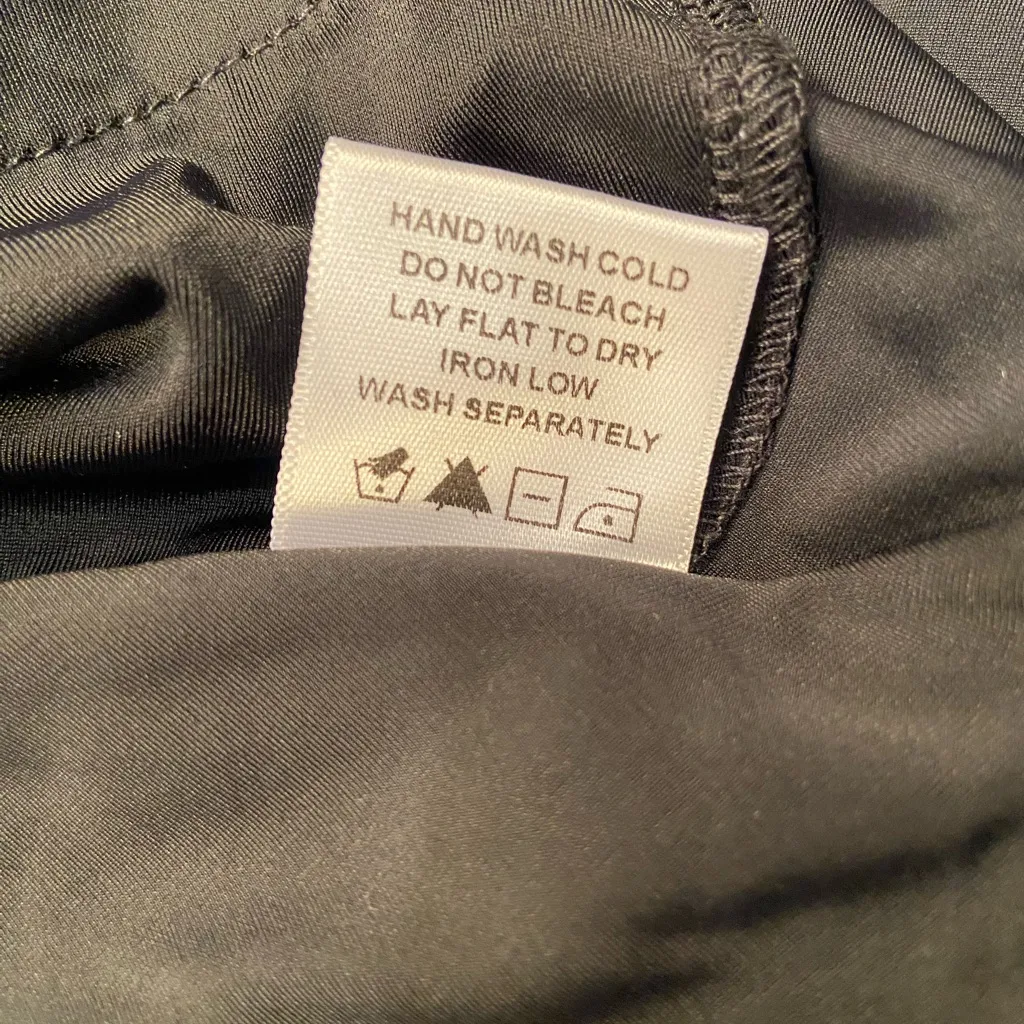 HAND WASH COLD
DO NOT BLEACH
LAY FLAT TO DRY
IRON LOW
WASH SEPARATELY